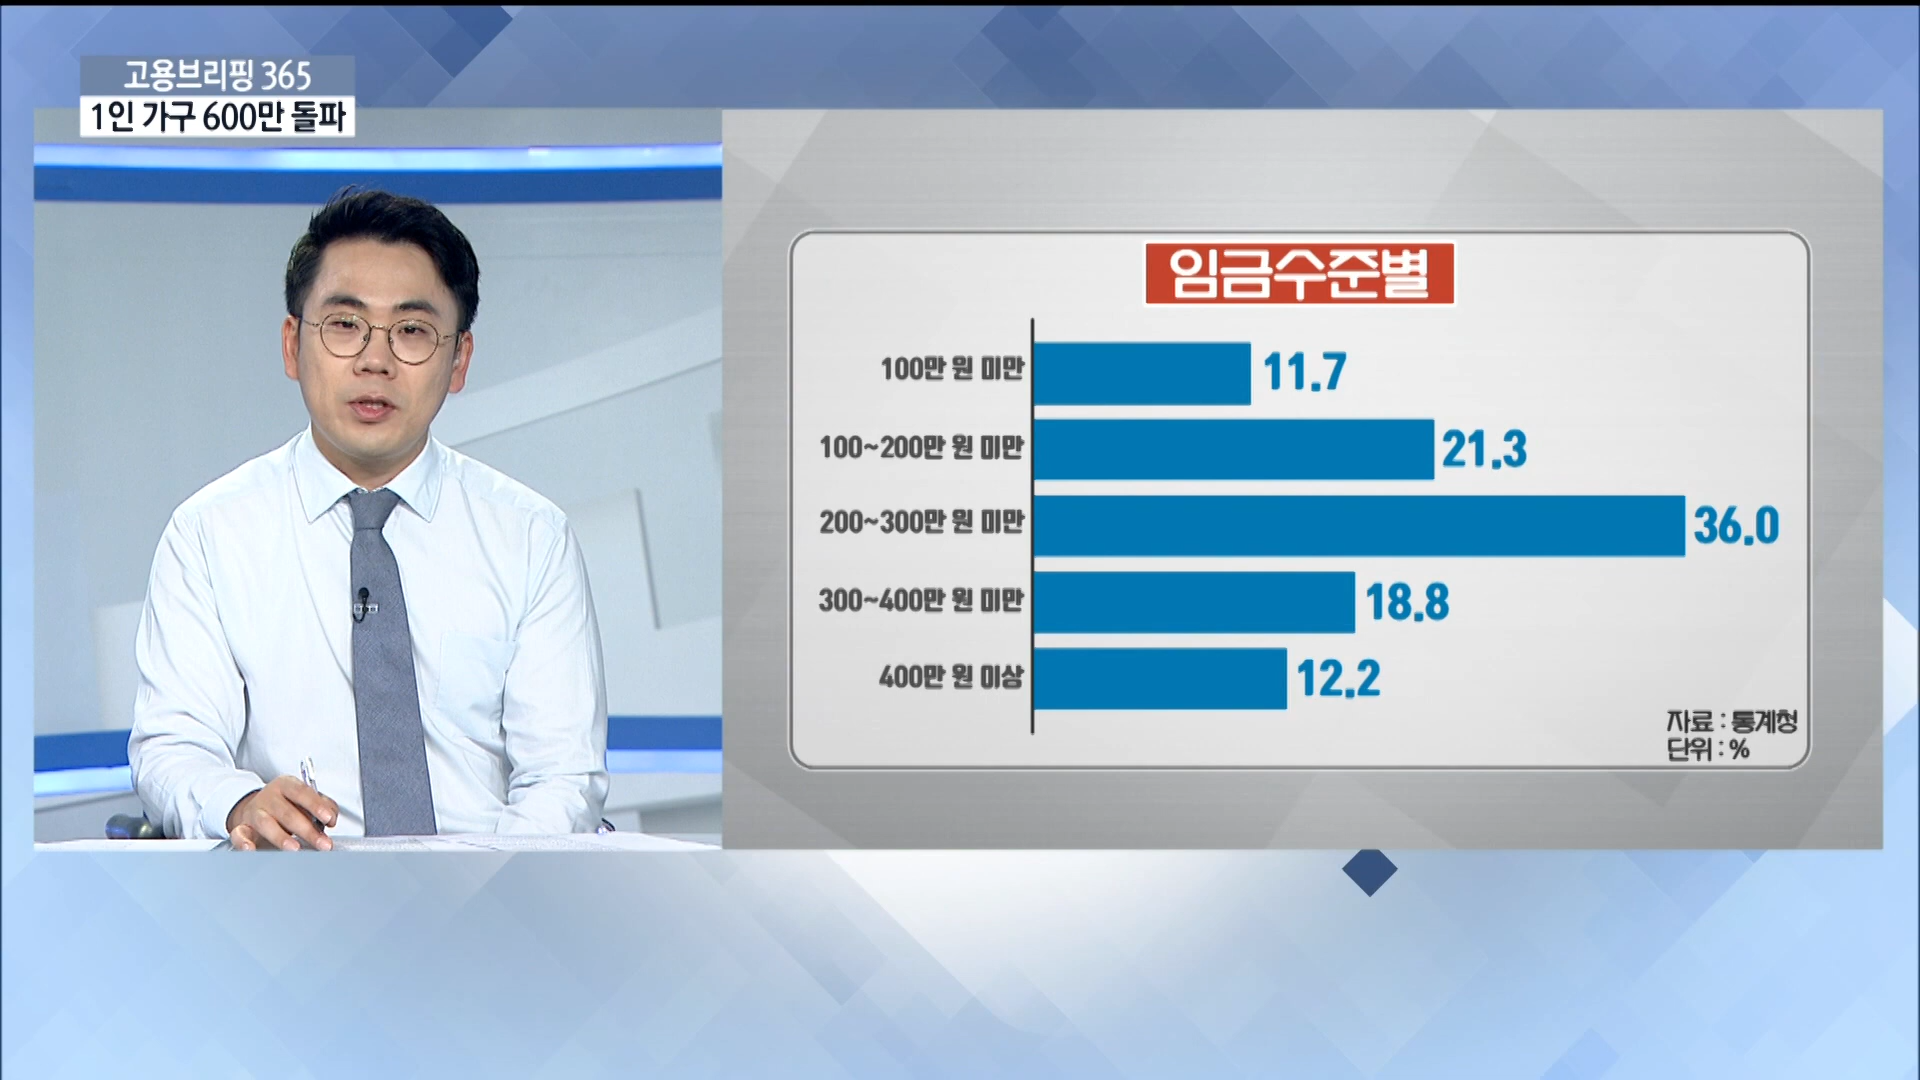 고용브리핑 365
1인 가구 600만 돌파
임금수준별
100만 원 미만 11.7
100~200만 원 미만 21.3
200~300만 원 미만 36.0
300~400만 원 미만 18.8
400만 원 이상 12.2
자료 : 통계청
단위 : %